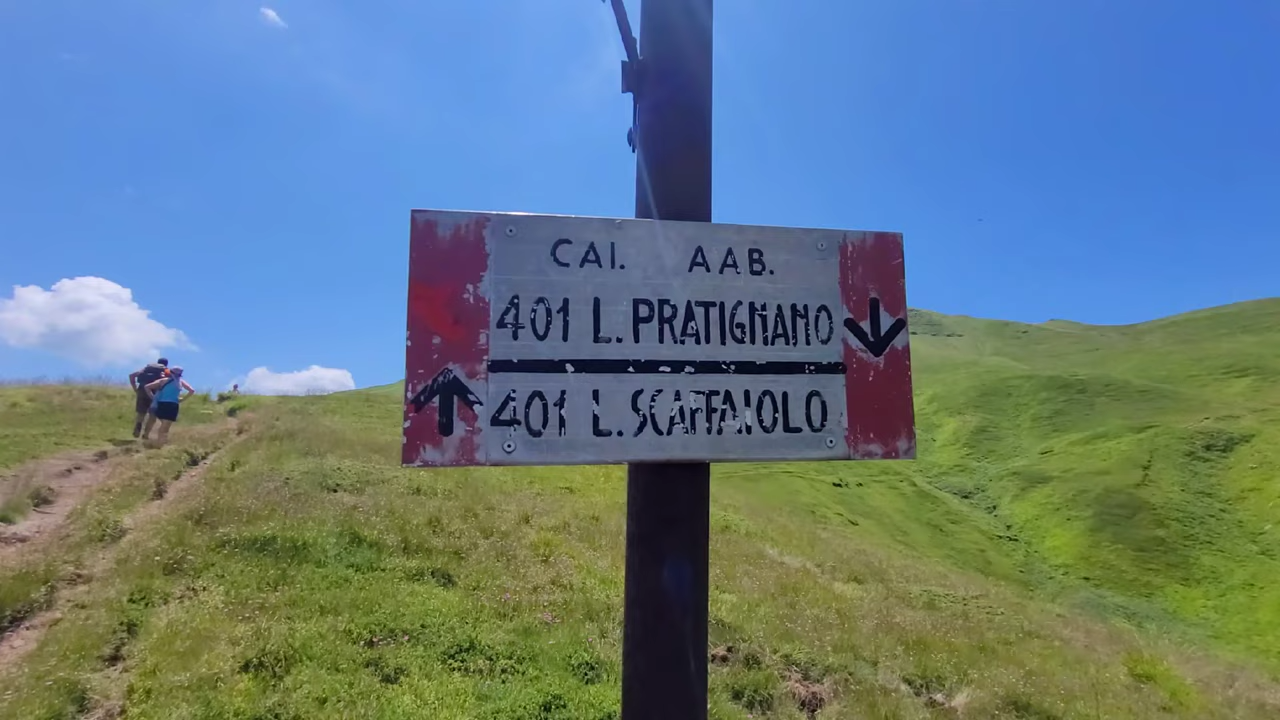 CAI. AAB.
401 L. PRATIGNANO
401 L. SCAFFAIOLO